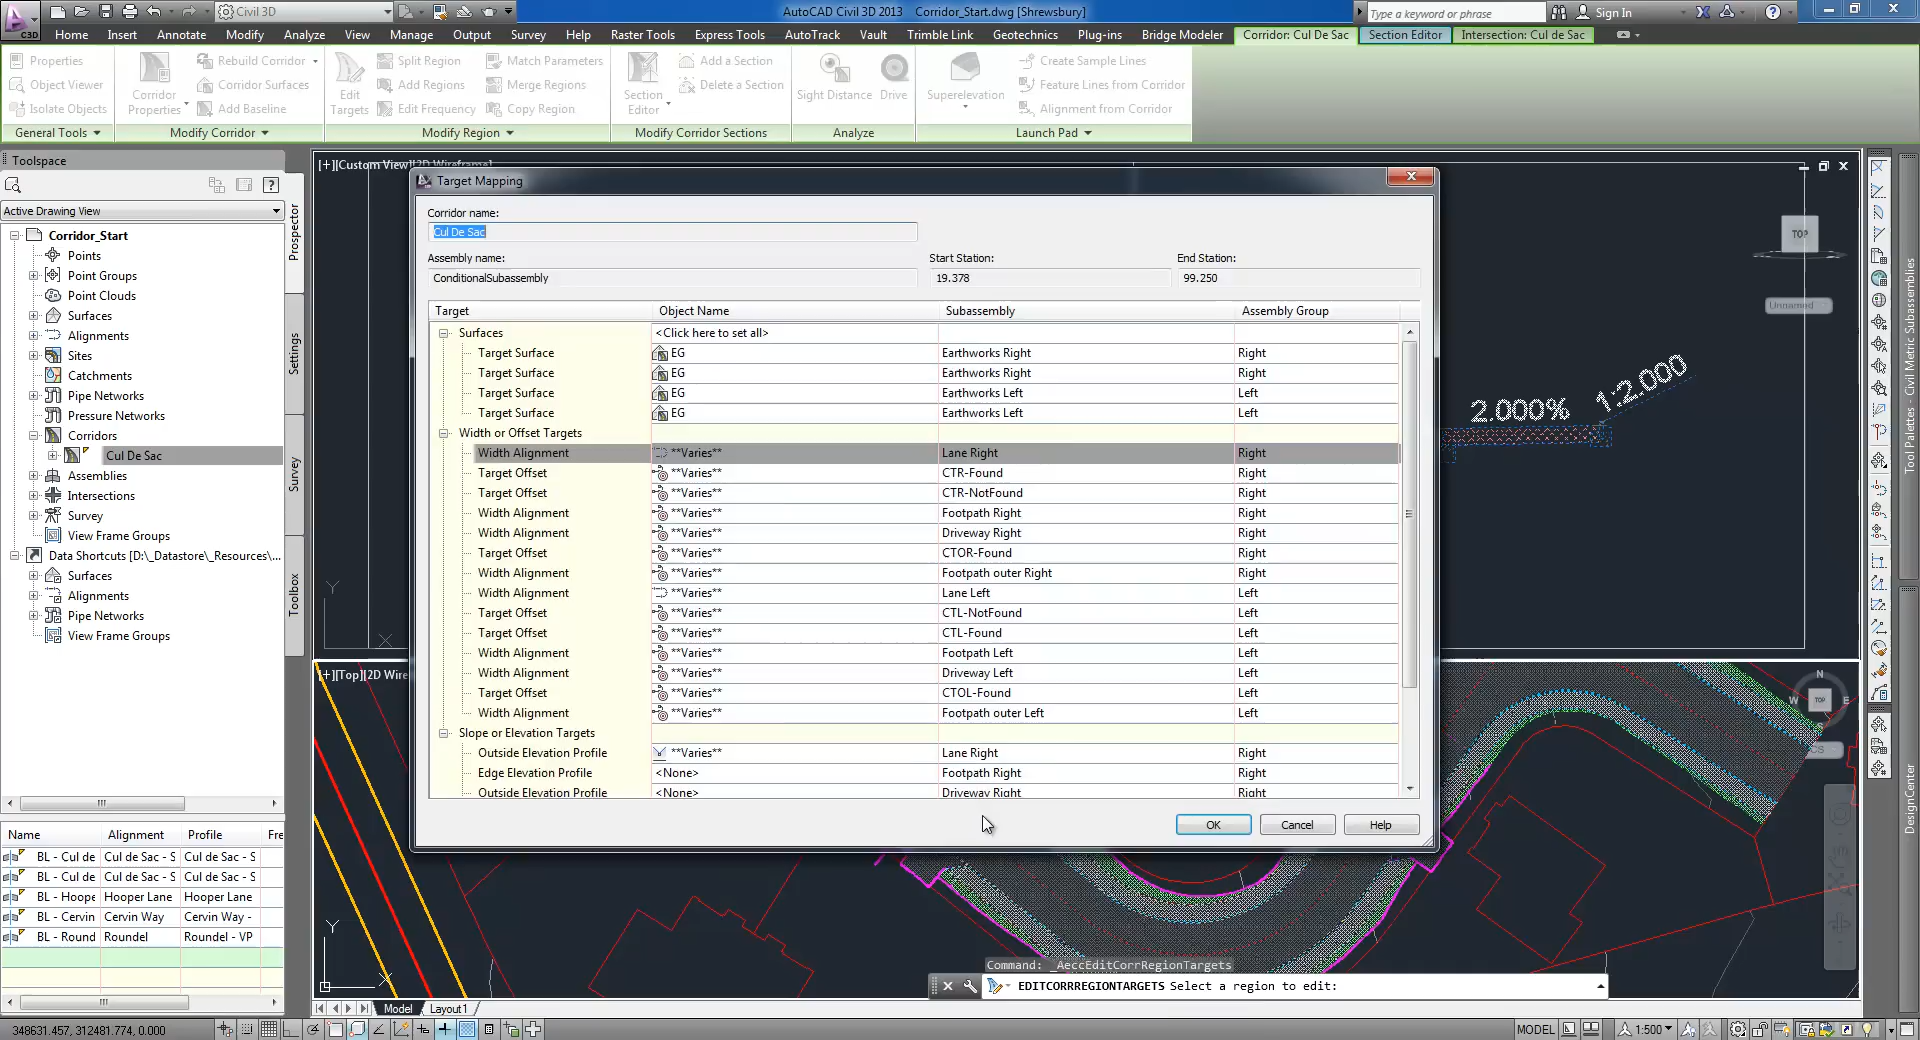 Civil 3D
AutoCAD Civil 3D 2013 Corridor_Start.dwg [Shrewsbury]
Type a keyword or phrase
Sign In
C3D
Home Insert Annotate Modify Analyze View Manage Output Survey Help Raster Tools Express Tools AutoTrack Vault Trimble Link Geotechnics Plug-ins Bridge Modeler Corridor: Cul De Sac Section Editor Intersection: Cul de Sac
Properties
Object Viewer
Isolate Objects
General Tools
Corridor Properties
Rebuild Corridor
Corridor Surfaces
Add Baseline
Modify Corridor
Edit Targets
Split Region
Add Regions
Edit Frequency
Match Parameters
Merge Regions
Copy Region
Modify Region
Section Editor
Add a Section
Delete a Section
Modify Corridor Sections
Sight Distance
Drive
Analyze
Superelevation
Create Sample Lines
Feature Lines from Corridor
Alignment from Corridor
Launch Pad
Toolspace
Active Drawing View
Corridor_Start
Points
Point Groups
Point Clouds
Surfaces
Alignments
Sites
Catchments
Pipe Networks
Pressure Networks
Corridors
Cul De Sac
Assemblies
Intersections
Survey
View Frame Groups
Data Shortcuts [D:\_Datastore\_Resources\...
Surfaces
Alignments
Pipe Networks
View Frame Groups
Prospector
Settings
Survey
Toolbox
Name Alignment Profile Fre
BL - Cul de Cul de Sac - S Cul de Sac - S
BL - Cul de Cul de Sac - S Cul de Sac - S
BL - Hoope Hooper Lane Hooper Lane
BL - Cervin Cervin Way Cervin Way -
BL - Round Roundel Roundel - VP
[+][Custom View][2D Wireframe]
Target Mapping
Corridor name:
Cul De Sac
Assembly name:
ConditionalSubassembly
Start Station:
19.378
End Station:
99.250
Target Object Name Subassembly Assembly Group
Surfaces <Click here to set all>
Target Surface EG Earthworks Right Right
Target Surface EG Earthworks Right Right
Target Surface EG Earthworks Left Left
Target Surface EG Earthworks Left Left
Width or Offset Targets
Width Alignment **Varies** Lane Right Right
Target Offset **Varies** CTR-Found Right
Target Offset **Varies** CTR-NotFound Right
Width Alignment **Varies** Footpath Right Right
Width Alignment **Varies** Driveway Right Right
Target Offset **Varies** CTOR-Found Right
Width Alignment **Varies** Footpath outer Right Right
Width Alignment **Varies** Lane Left Left
Target Offset **Varies** CTL-NotFound Left
Target Offset **Varies** CTL-Found Left
Width Alignment **Varies** Footpath Left Left
Width Alignment **Varies** Driveway Left Left
Target Offset **Varies** CTOL-Found Left
Width Alignment **Varies** Footpath outer Left Left
Slope or Elevation Targets
Outside Elevation Profile **Varies** Lane Right Right
Edge Elevation Profile <None> Footpath Right Right
Outside Elevation Profile <None> Driveway Right Right
OK Cancel Help
TOP
Unnamed
2.000%
1:2.000
Y
X
[+][Top][2D Wire
N
W TOP E
S
Y
X
Tool Palettes - Civil Metric Subassemblies
DesignCenter
Command: _AeccEditCorrRegionTargets
EDITCORRREGIONTARGETS Select a region to edit:
Model Layout1
348631.457, 312481.774, 0.000
MODEL
1:500